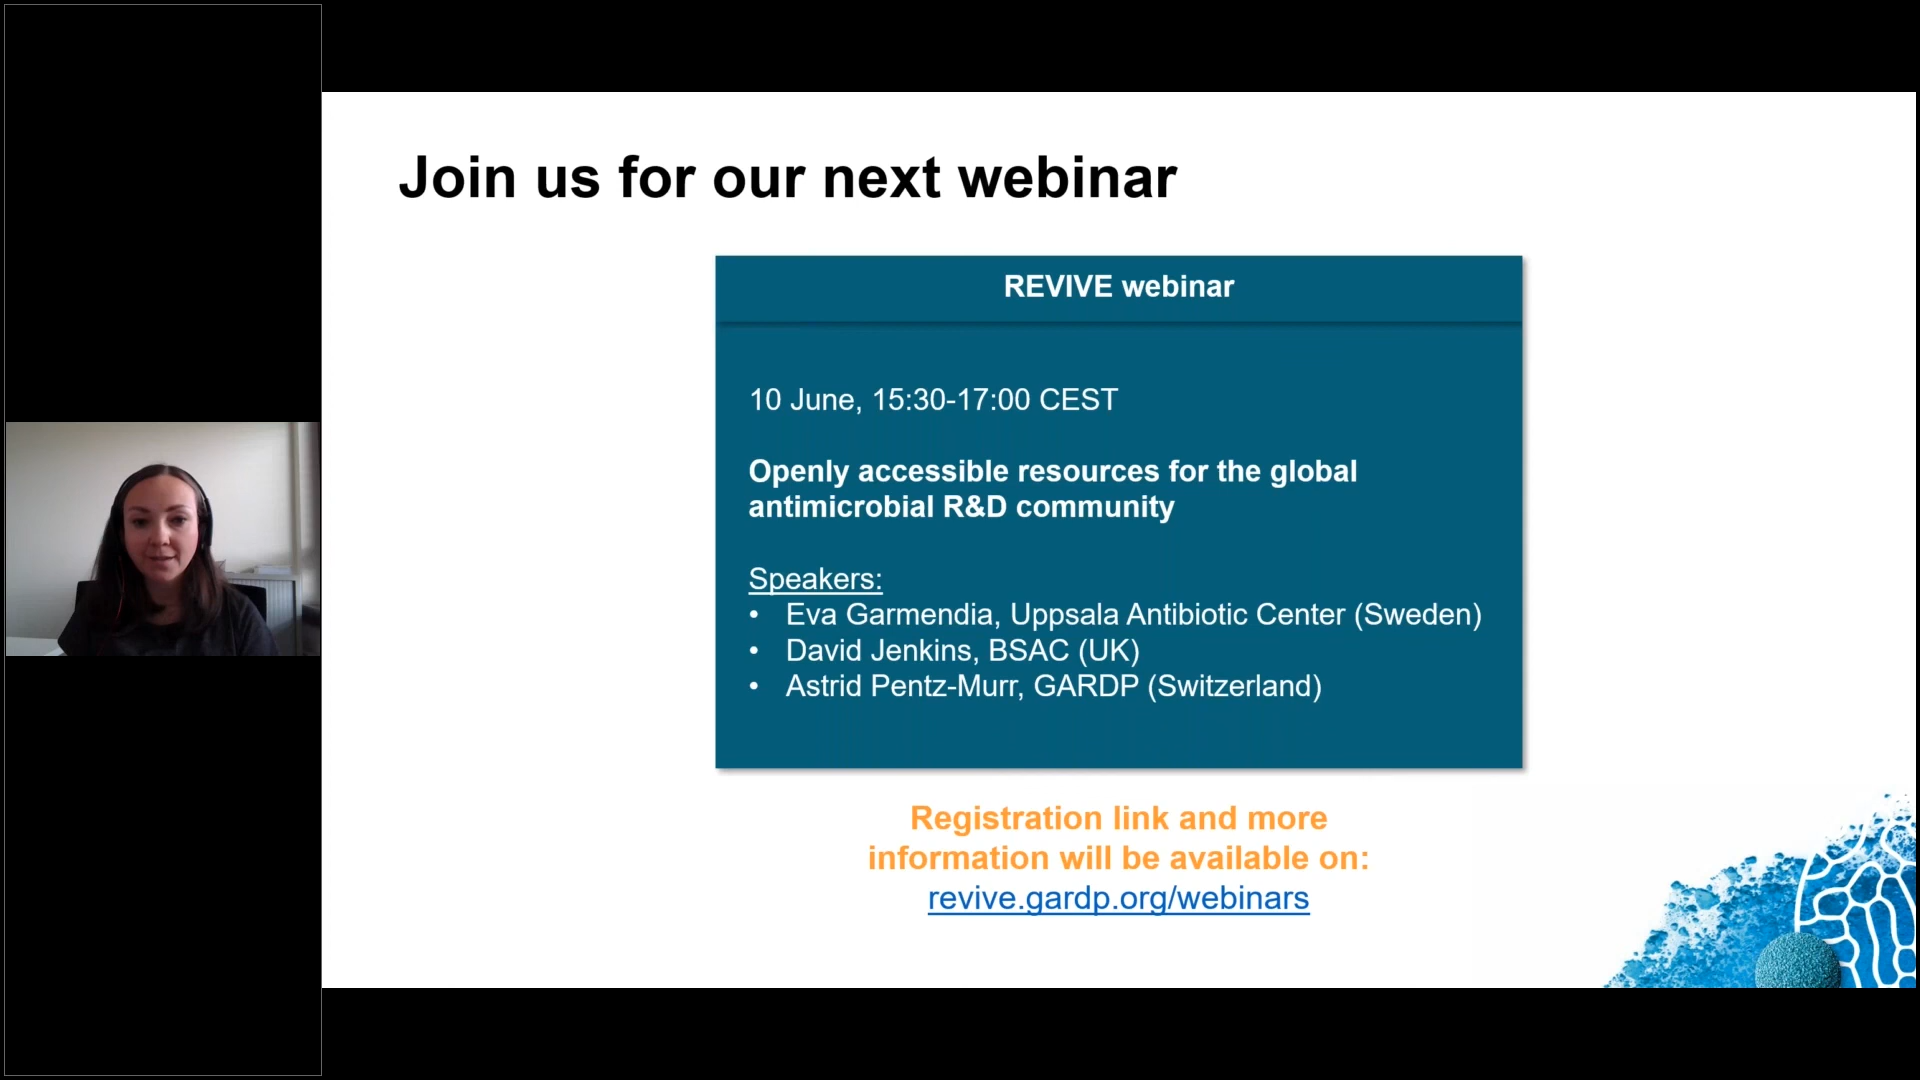 Join us for our next webinar
REVIVE webinar
10 June, 15:30-17:00 CEST
Openly accessible resources for the global
antimicrobial R&D community
Speakers:
• Eva Garmendia, Uppsala Antibiotic Center (Sweden)
• David Jenkins, BSAC (UK)
• Astrid Pentz-Murr, GARDP (Switzerland)
Registration link and more
information will be available on:
revive.gardp.org/webinars